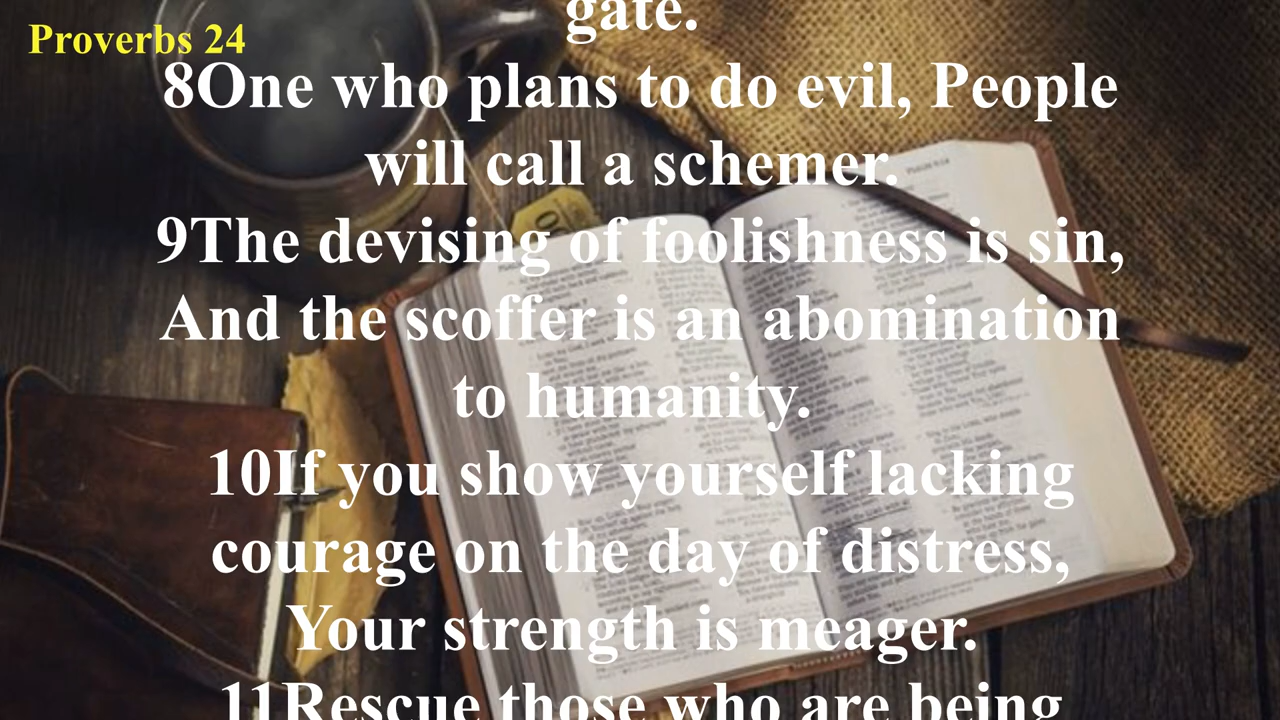 gate.
Proverbs 24
8One who plans to do evil, People
will call a schemer.
9The devising of foolishness is sin,
And the scoffer is an abomination
to humanity.
10If you show yourself lacking
courage on the day of distress,
Your strength is meager.
11Rescue those who are being